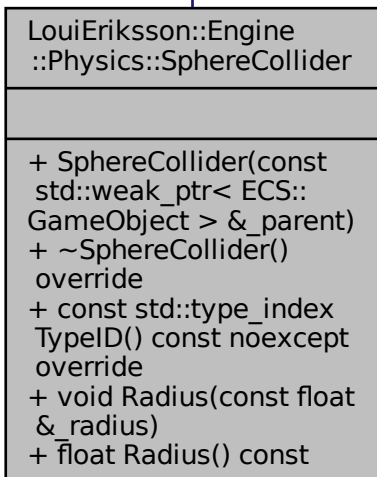 LouiEriksson::Engine
::Physics::SphereCollider
+ SphereCollider(const
std::weak_ptr< ECS::
GameObject > &_parent)
+ ~SphereCollider()
override
+ const std::type_index
TypeID() const noexcept
override
+ void Radius(const float
&_radius)
+ float Radius() const